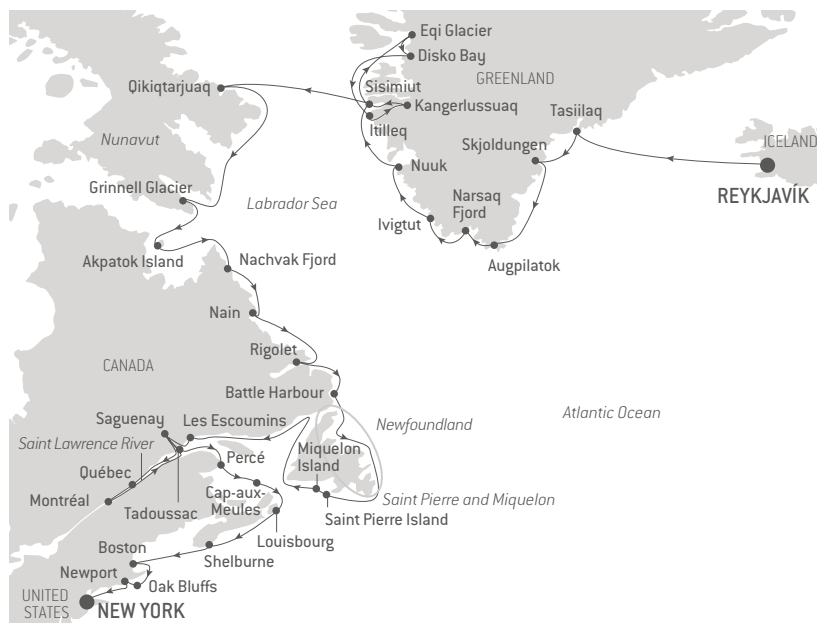 Eqi Glacier
Disko Bay
GREENLAND
Qikiqtarjuaq
Sisimiut
Kangerlussuaq
Tasiilaq
Itilleq
Nunavut
Skjoldungen
ICELAND
Nuuk
REYKJAVÍK
Grinnell Glacier
Labrador Sea
Narsaq
Fjord
Ivigtut
Akpatok Island
Nachvak Fjord
Augpilatok
Nain
Rigolet
CANADA
Battle Harbour
Atlantic Ocean
Saguenay
Les Escoumins
Newfoundland
Saint Lawrence River
Miquelon
Island
Percé
Québec
Montréal
Cap-aux-
Meules
Saint Pierre and Miquelon
Tadoussac
Saint Pierre Island
Louisbourg
Boston
Shelburne
Newport
Oak Bluffs
UNITED
STATES
NEW YORK